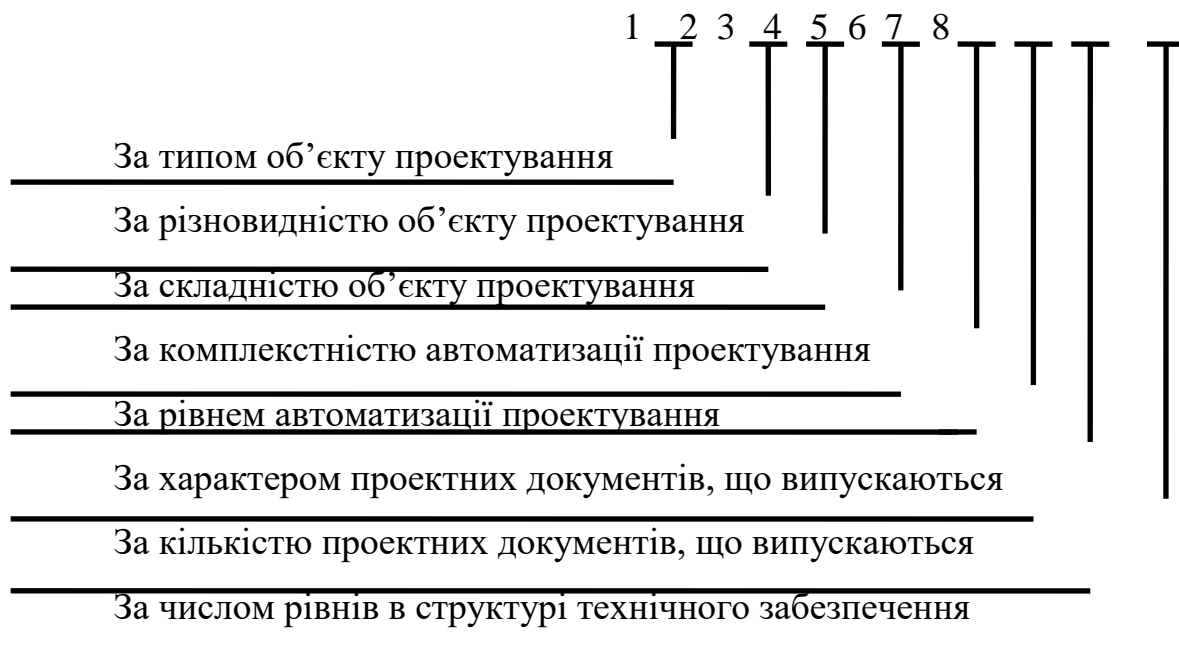 1 2 3 4 5 6 7 8
За типом об’єкту проектування
За різновидністю об’єкту проектування
За складністю об’єкту проектування
За комплекстністю автоматизації проектування
За рівнем автоматизації проектування
За характером проектних документів, що випускаються
За кількістю проектних документів, що випускаються
За числом рівнів в структурі технічного забезпечення